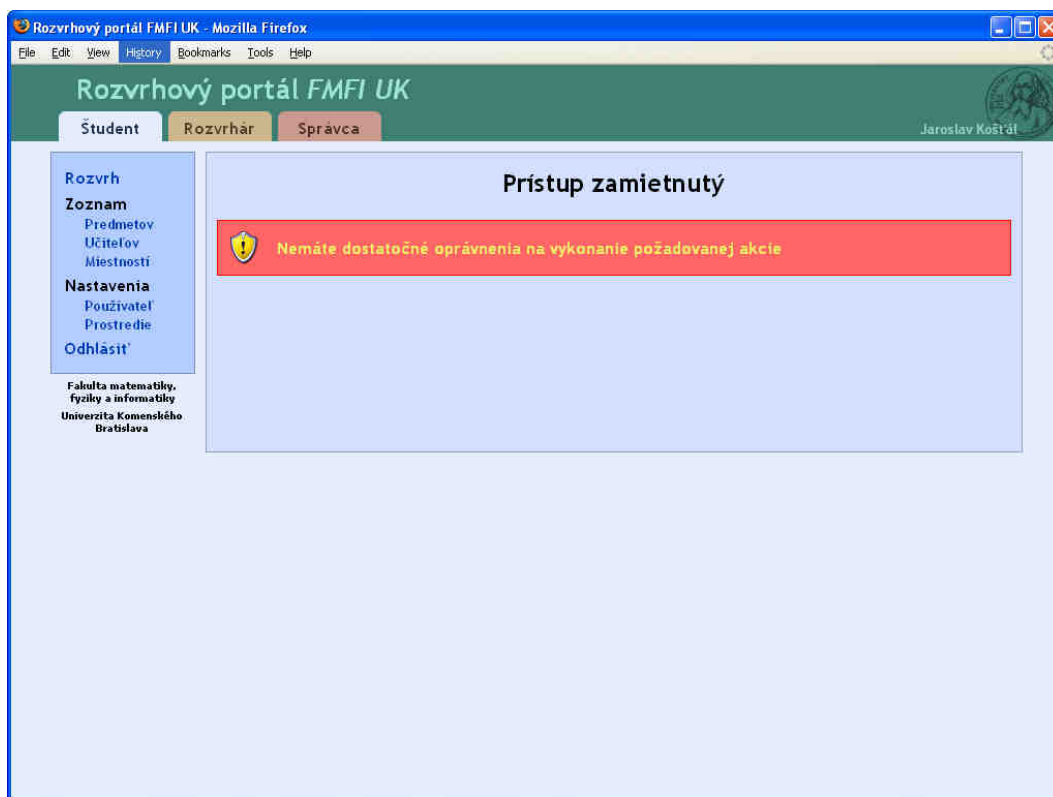 Rozvrhový portál FMFI UK - Mozilla Firefox
File Edit View History Bookmarks Tools Help
Rozvrhový portál FMFI UK
Študent Rozvrhár Správca
Jaroslav Košťál
Rozvrh
Zoznam
Predmetov
Učiteľov
Miestností
Nastavenia
Používateľ
Prostredie
Odhlásiť
Fakulta matematiky,
fyziky a informatiky
Univerzita Komenského
Bratislava
Prístup zamietnutý
Nemáte dostatočné oprávnenia na vykonanie požadovanej akcie